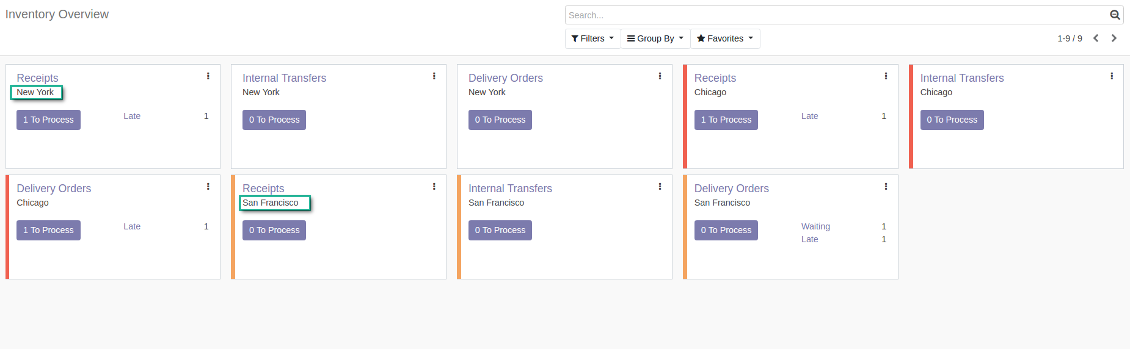 Inventory Overview
Search...
Filters Group By Favorites
1-9 / 9
Receipts
New York
1 To Process Late 1
Internal Transfers
New York
0 To Process
Delivery Orders
New York
0 To Process
Receipts
Chicago
1 To Process Late 1
Internal Transfers
Chicago
0 To Process
Delivery Orders
Chicago
1 To Process Late 1
Receipts
San Francisco
0 To Process
Internal Transfers
San Francisco
0 To Process
Delivery Orders
San Francisco
0 To Process Waiting 1
Late 1